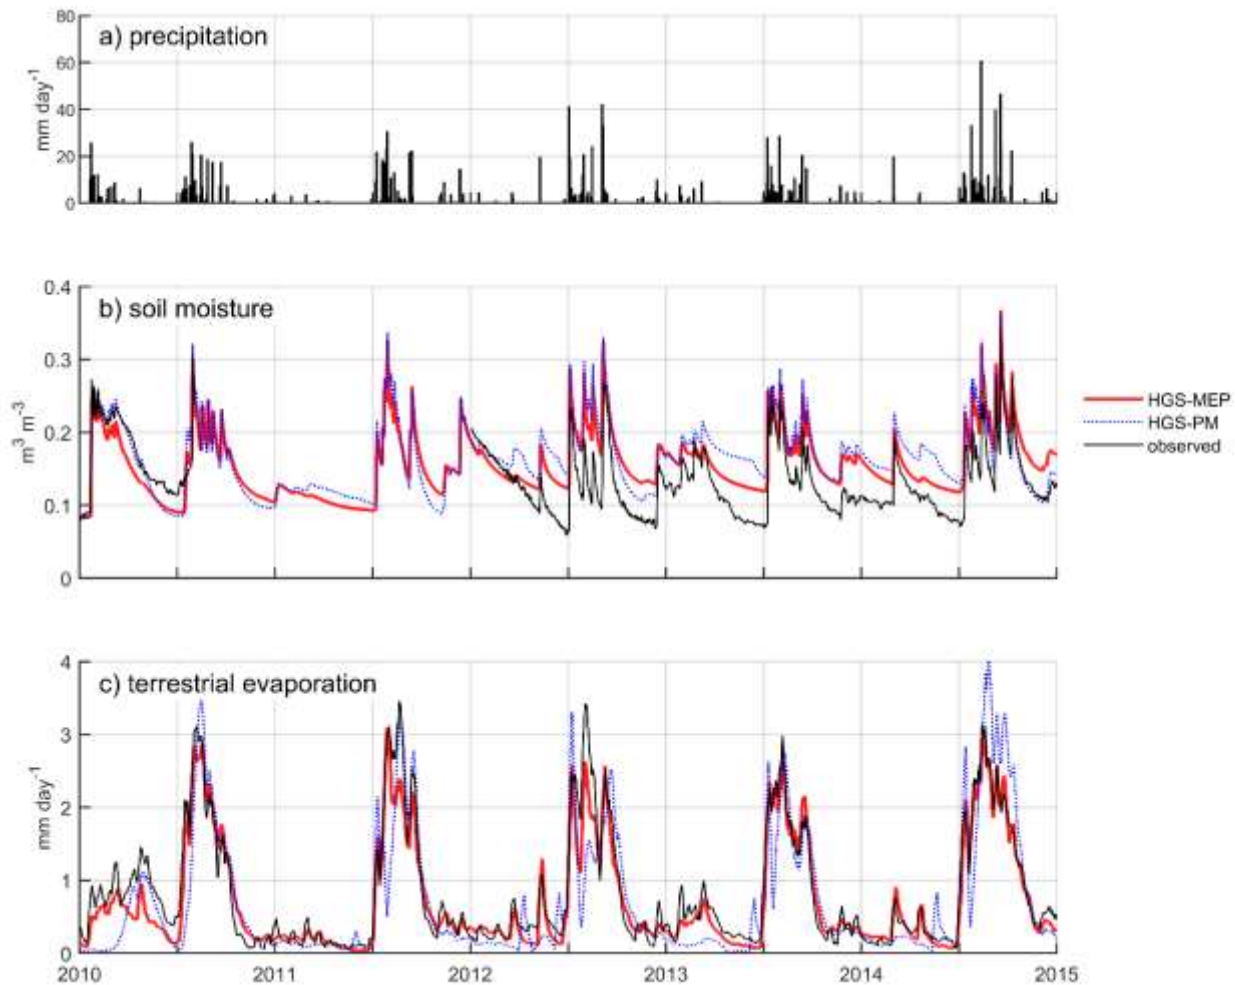 a) precipitation
80
60
40
20
0
mm day⁻¹
b) soil moisture
0.4
0.3
0.2
0.1
0
m³ m⁻³
HGS-MEP
HGS-PM
observed
c) terrestrial evaporation
4
3
2
1
0
mm day⁻¹
2010 2011 2012 2013 2014 2015